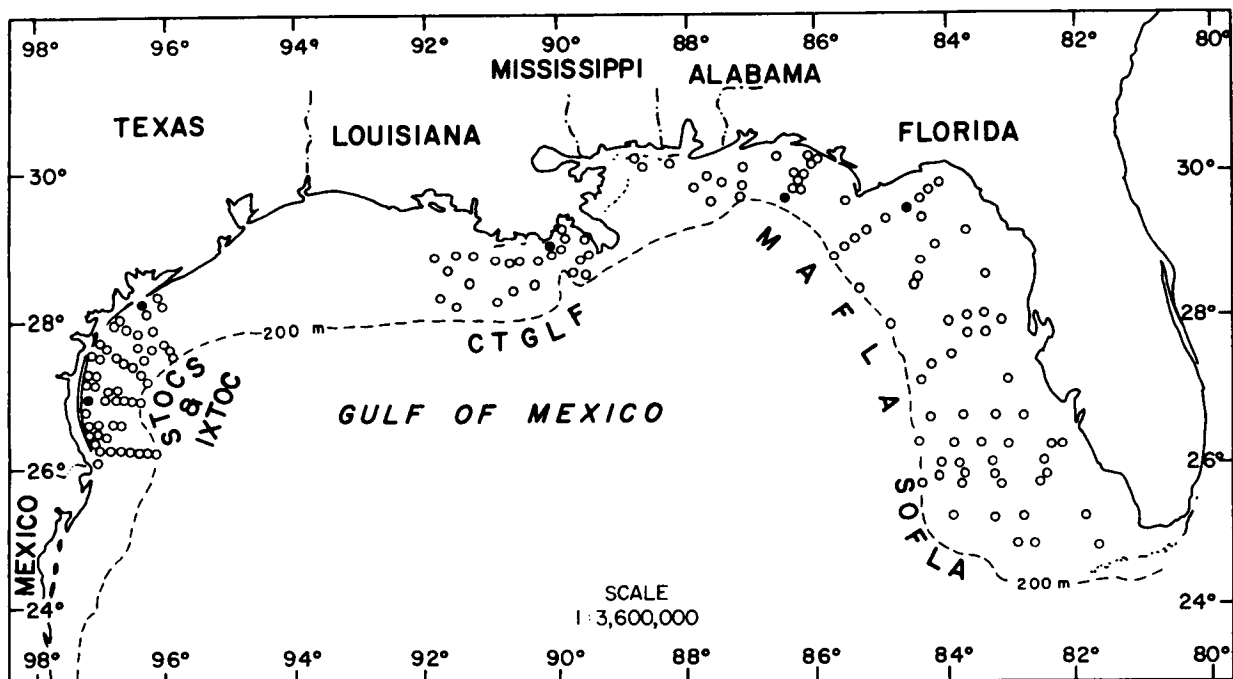 98° 96° 94° 92° 90° 88° 86° 84° 82° 80°
MISSISSIPPI ALABAMA
TEXAS LOUISIANA FLORIDA
30° 30°
MAFLA
28° 200 m 28°
CTGLF
STOCS
&
IXTOC
GULF OF MEXICO
26° 26°
SOFLA
MEXICO
200 m
SCALE
24° 1:3,600,000 24°
98° 96° 94° 92° 90° 88° 86° 84° 82° 80°